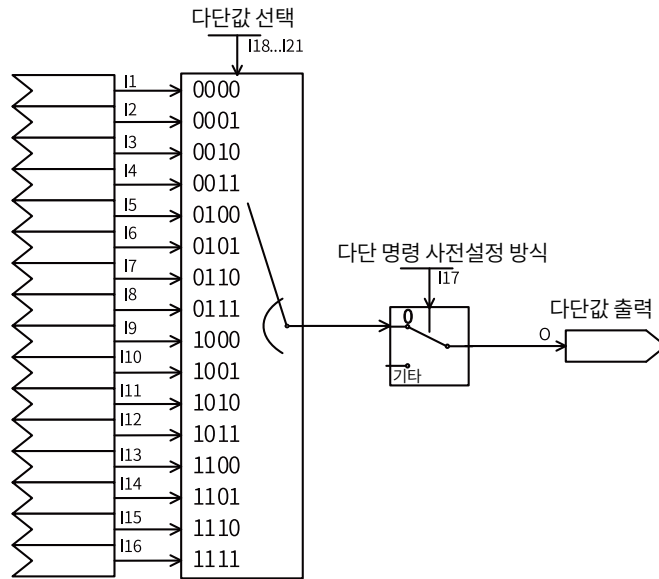 다단값 선택
I18...I21
I1 0000
I2 0001
I3 0010
I4 0011
I5 0100
I6 0101
I7 0110
I8 0111
I9 1000
I10 1001
I11 1010
I12 1011
I13 1100
I14 1101
I15 1110
I16 1111
다단 명령 사전설정 방식
I17
0
기타
다단값 출력
O